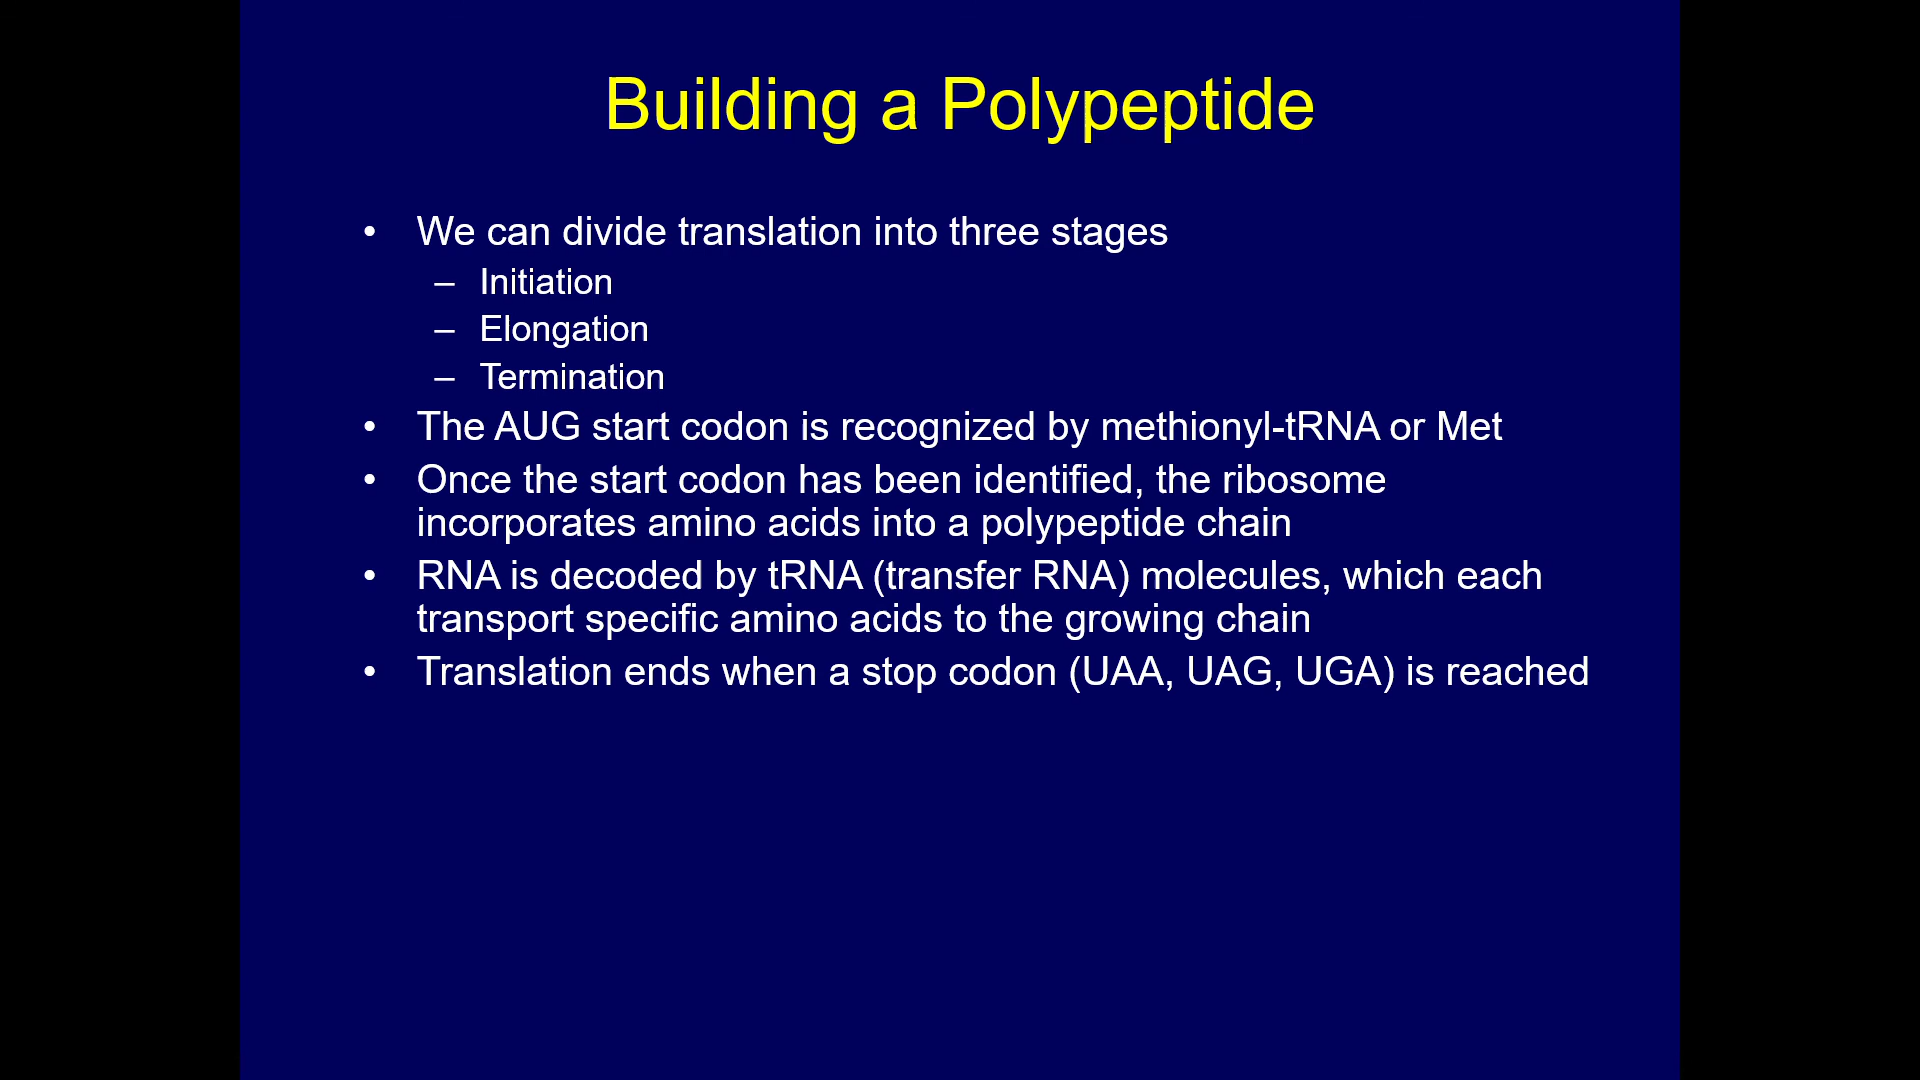 Building a Polypeptide
• We can divide translation into three stages
– Initiation
– Elongation
– Termination
• The AUG start codon is recognized by methionyl-tRNA or Met
• Once the start codon has been identified, the ribosome
incorporates amino acids into a polypeptide chain
• RNA is decoded by tRNA (transfer RNA) molecules, which each
transport specific amino acids to the growing chain
• Translation ends when a stop codon (UAA, UAG, UGA) is reached